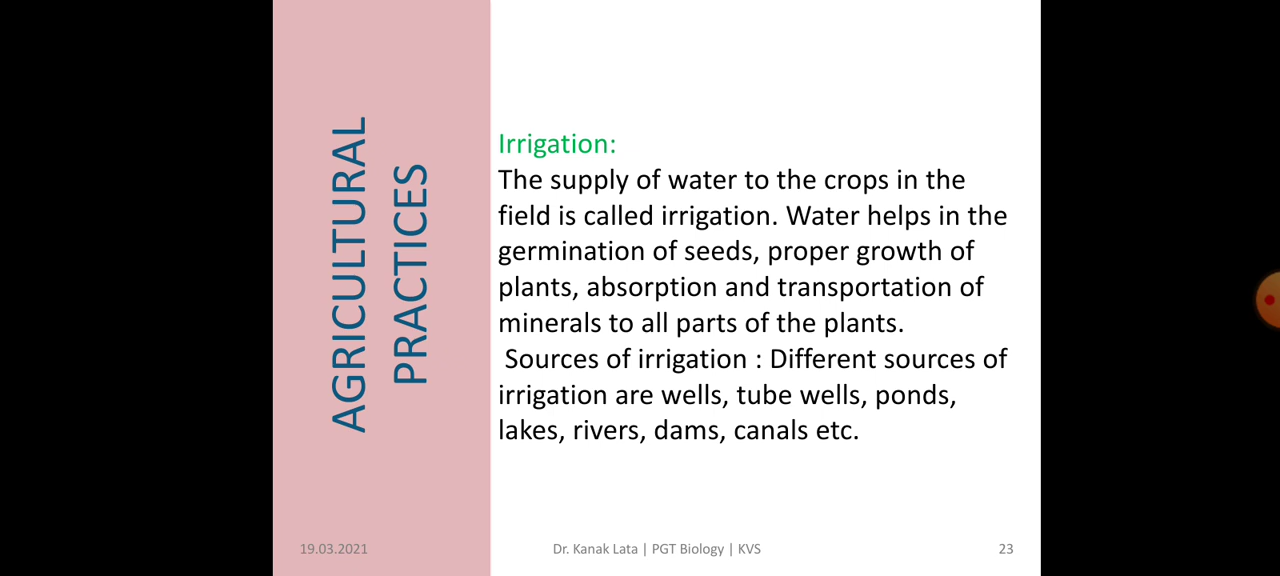 AGRICULTURAL
PRACTICES
Irrigation:
The supply of water to the crops in the
field is called irrigation. Water helps in the
germination of seeds, proper growth of
plants, absorption and transportation of
minerals to all parts of the plants.
Sources of irrigation : Different sources of
irrigation are wells, tube wells, ponds,
lakes, rivers, dams, canals etc.
19.03.2021
Dr. Kanak Lata | PGT Biology | KVS
23